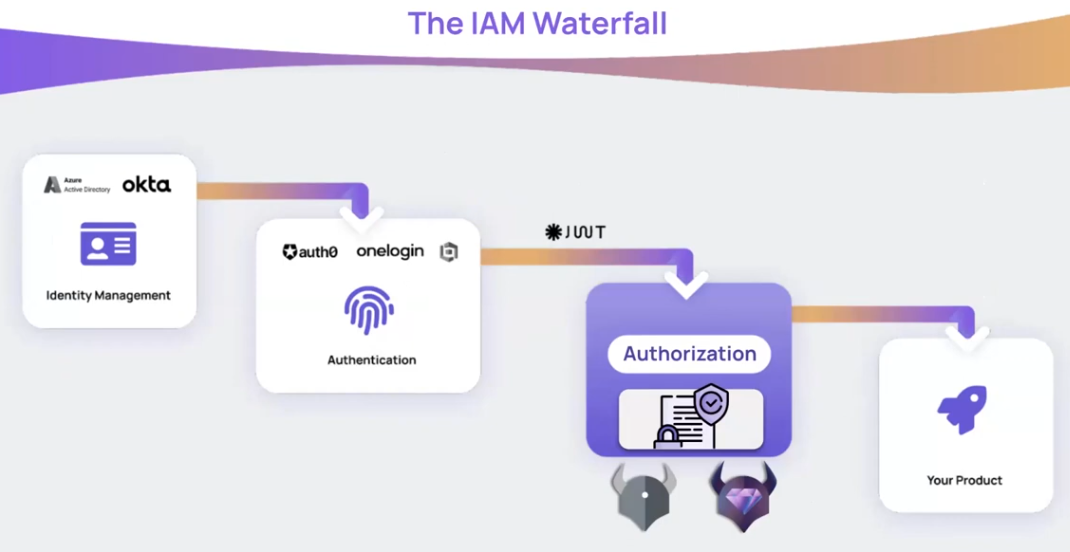 The IAM Waterfall
Azure
Active Directory
okta
Identity Management
auth0
onelogin
Authentication
JWT
Authorization
Your Product